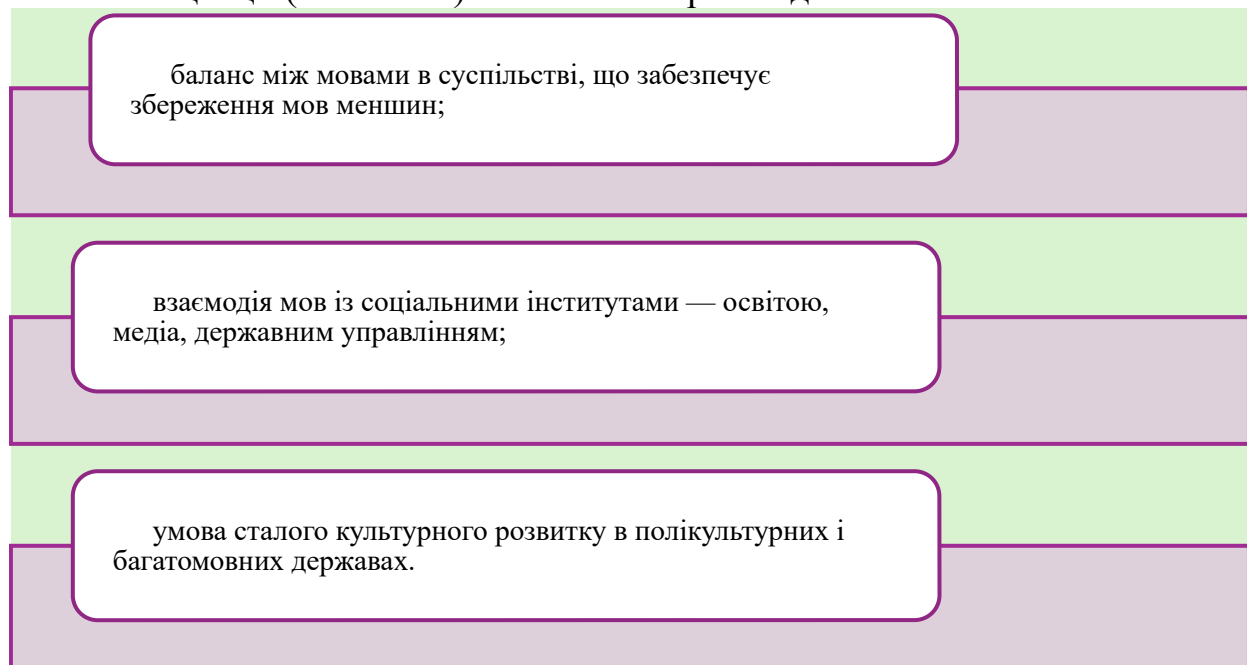 баланс між мовами в суспільстві, що забезпечує
збереження мов меншин;
взаємодія мов із соціальними інститутами — освітою,
медіа, державним управлінням;
умова сталого культурного розвитку в полікультурних і
багатомовних державах.